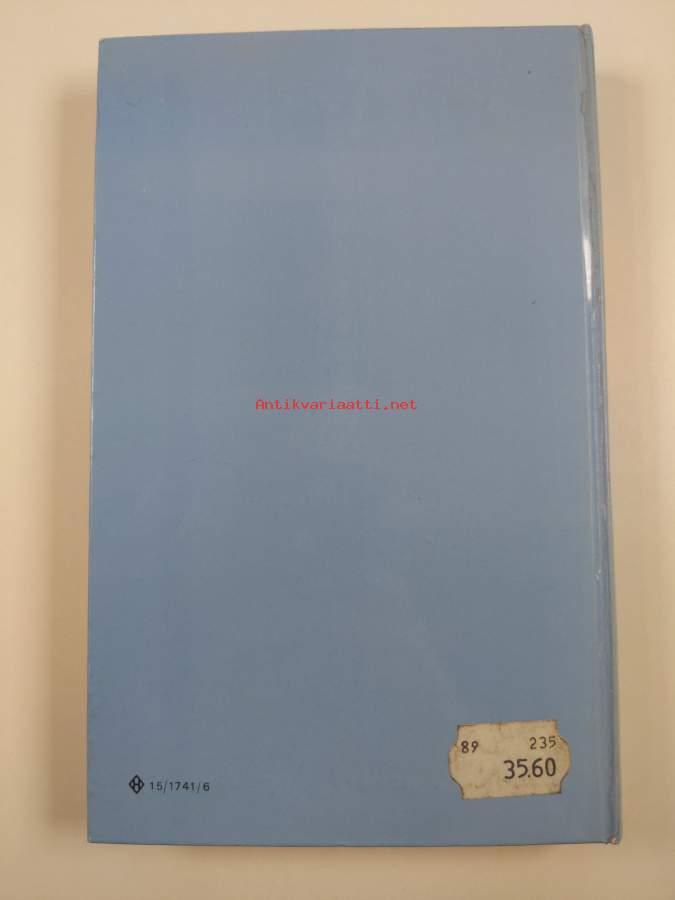 Antikvariaatti.net
89 235
35.60
H 15/1741/6